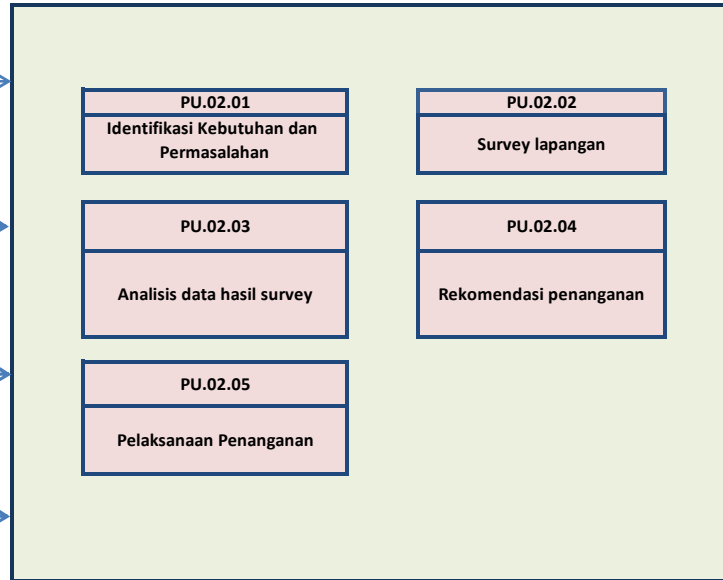 PU.02.01
Identifikasi Kebutuhan dan
Permasalahan
PU.02.02
Survey lapangan
PU.02.03
Analisis data hasil survey
PU.02.04
Rekomendasi penanganan
PU.02.05
Pelaksanaan Penanganan